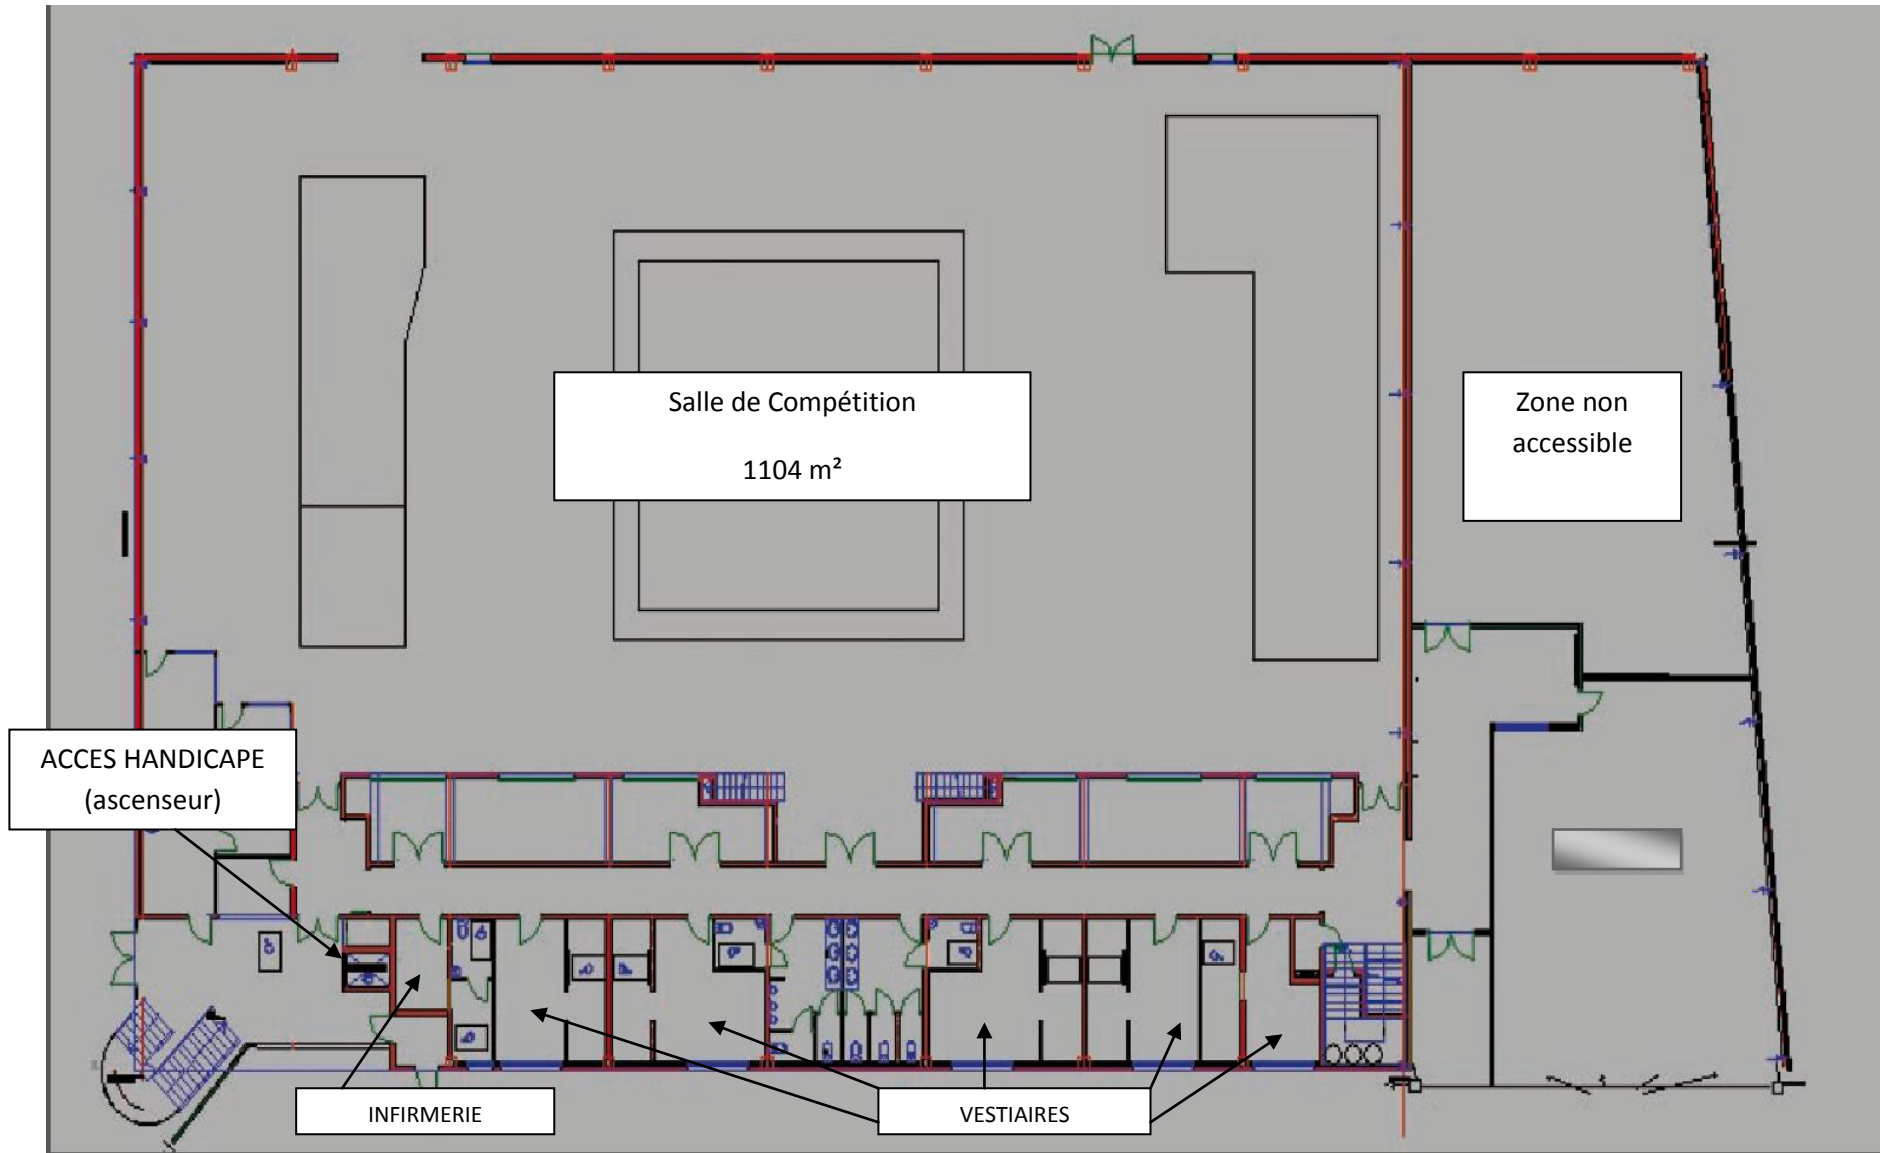 Salle de Compétition
1104 m²
Zone non
accessible
ACCES HANDICAPE
(ascenseur)
INFIRMERIE
VESTIAIRES